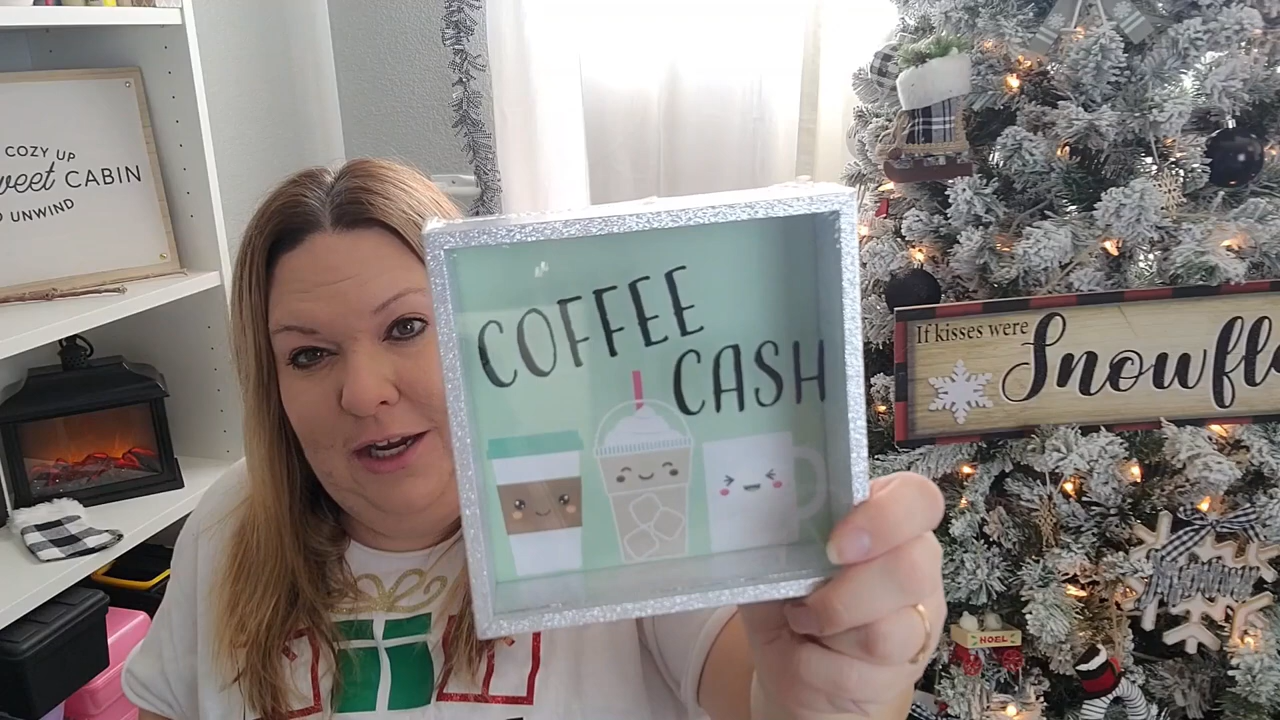 COZY UP
CABIN
UNWIND
COFFEE
CASH
If kisses were
NOEL